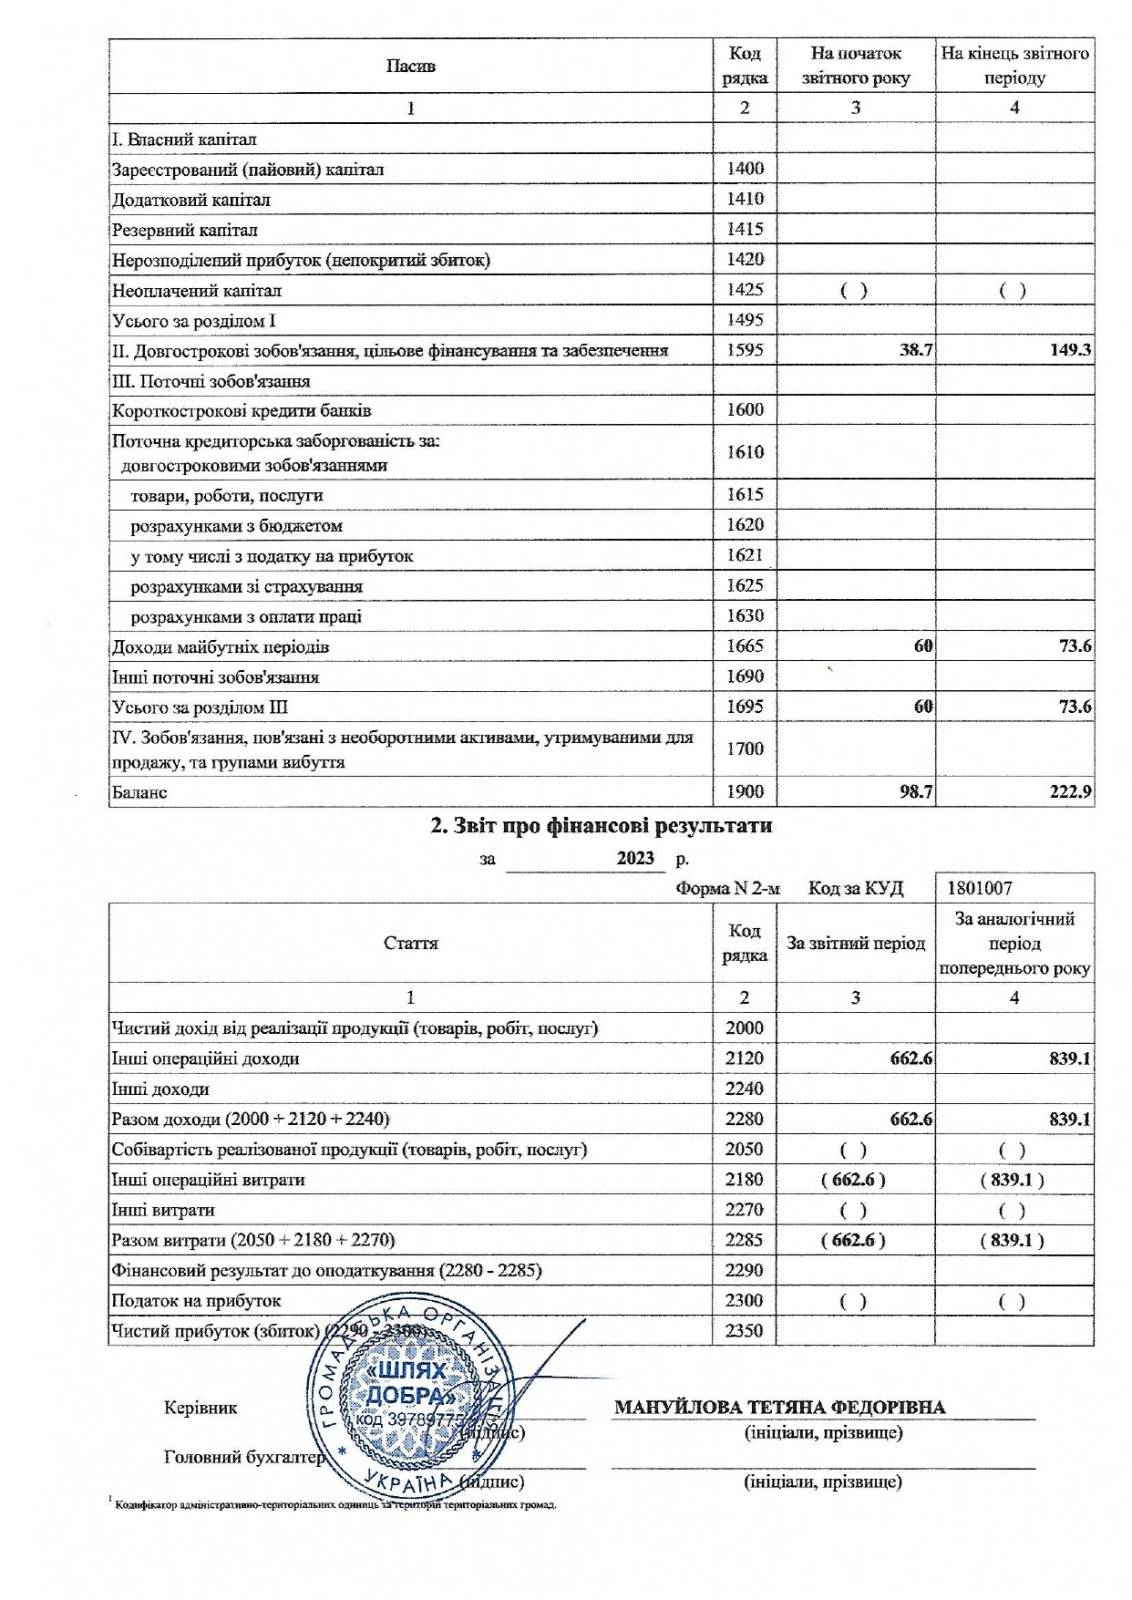 Пасив Код рядка На початок звітного року На кінець звітного періоду
1 2 3 4
І. Власний капітал
Зареєстрований (пайовий) капітал 1400
Додатковий капітал 1410
Резервний капітал 1415
Нерозподілений прибуток (непокритий збиток) 1420
Неоплачений капітал 1425 ( ) ( )
Усього за розділом І 1495
ІІ. Довгострокові зобов'язання, цільове фінансування та забезпечення 1595 38.7 149.3
ІІІ. Поточні зобов'язання
Короткострокові кредити банків 1600
Поточна кредиторська заборгованість за:
довгостроковими зобов'язаннями 1610
товари, роботи, послуги 1615
розрахунками з бюджетом 1620
у тому числі з податку на прибуток 1621
розрахунками зі страхування 1625
розрахунками з оплати праці 1630
Доходи майбутніх періодів 1665 60 73.6
Інші поточні зобов'язання 1690
Усього за розділом ІІІ 1695 60 73.6
ІV. Зобов'язання, пов'язані з необоротними активами, утримуваними для
продажу, та групами вибуття 1700
Баланс 1900 98.7 222.9
2. Звіт про фінансові результати
за 2023 р.
Форма N 2-м Код за КУД 1801007
Стаття Код рядка За звітний період За аналогічний період попереднього року
1 2 3 4
Чистий дохід від реалізації продукції (товарів, робіт, послуг) 2000
Інші операційні доходи 2120 662.6 839.1
Інші доходи 2240
Разом доходи (2000 + 2120 + 2240) 2280 662.6 839.1
Собівартість реалізованої продукції (товарів, робіт, послуг) 2050 ( ) ( )
Інші операційні витрати 2180 ( 662.6 ) ( 839.1 )
Інші витрати 2270 ( ) ( )
Разом витрати (2050 + 2180 + 2270) 2285 ( 662.6 ) ( 839.1 )
Фінансовий результат до оподаткування (2280 - 2285) 2290
Податок на прибуток 2300 ( ) ( )
Чистий прибуток (збиток) (2290 - 2300) 2350
ГРОМАДСЬКА ОРГАНІЗАЦІЯ
«ШЛЯХ
ДОБРА»
код 39789775
* УКРАЇНА *
Керівник МАНУЙЛОВА ТЕТЯНА ФЕДОРІВНА
(підпис) (ініціали, прізвище)
Головний бухгалтер
(підпис) (ініціали, прізвище)
1 Кодифікатор адміністративно-територіальних одиниць та територій територіальних громад.